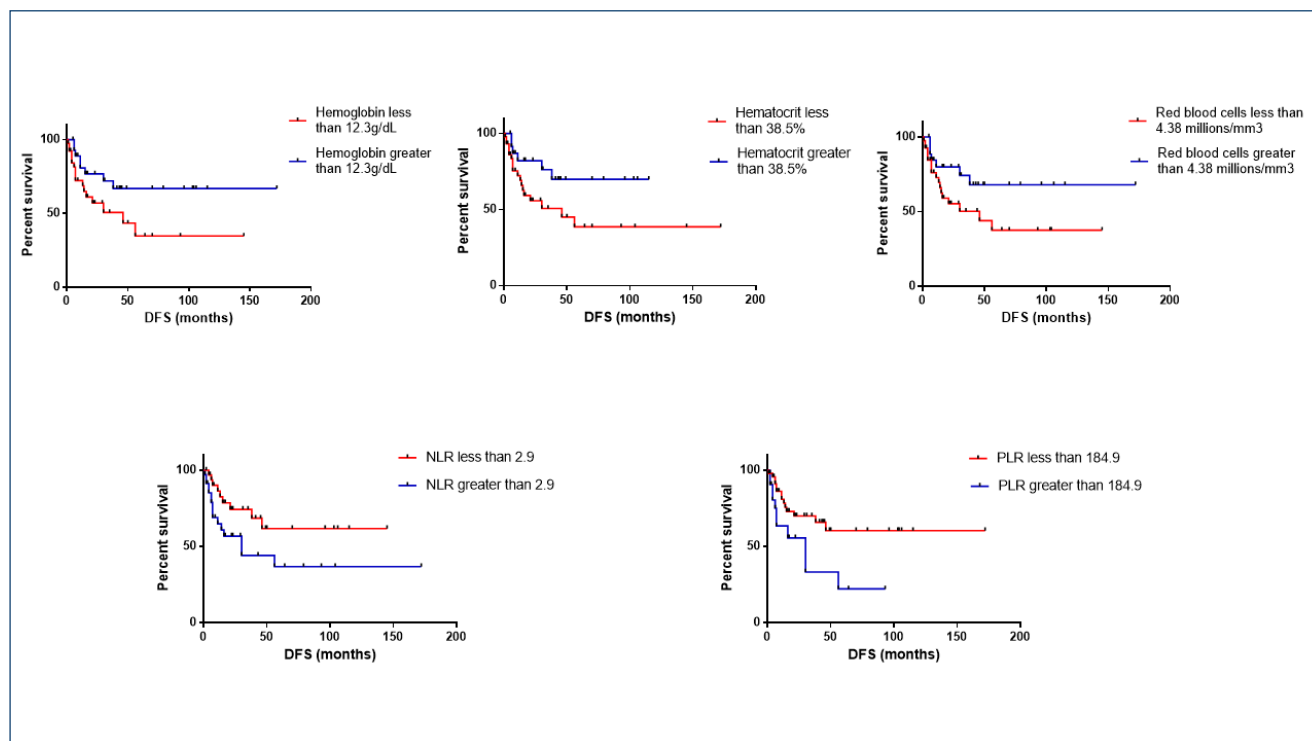 Hemoglobin less
than 12.3g/dL
Hemoglobin greater
than 12.3g/dL
Percent survival
100
50
0
0 50 100 150 200
DFS (months)
Hematocrit less
than 38.5%
Hematocrit greater
than 38.5%
Percent survival
100
50
0
0 50 100 150 200
DFS (months)
Red blood cells less than
4.38 millions/mm3
Red blood cells greater
than 4.38 millions/mm3
Percent survival
100
50
0
0 50 100 150 200
DFS (months)
NLR less than 2.9
NLR greater than 2.9
Percent survival
100
50
0
0 50 100 150 200
DFS (months)
PLR less than 184.9
PLR greater than 184.9
Percent survival
100
50
0
0 50 100 150 200
DFS (months)